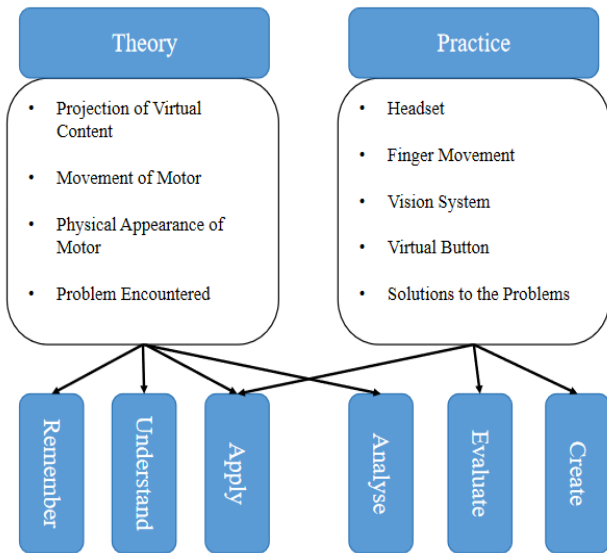 Theory
• Projection of Virtual
Content
• Movement of Motor
• Physical Appearance of
Motor
• Problem Encountered
Practice
• Headset
• Finger Movement
• Vision System
• Virtual Button
• Solutions to the Problems
Remember
Understand
Apply
Analyse
Evaluate
Create